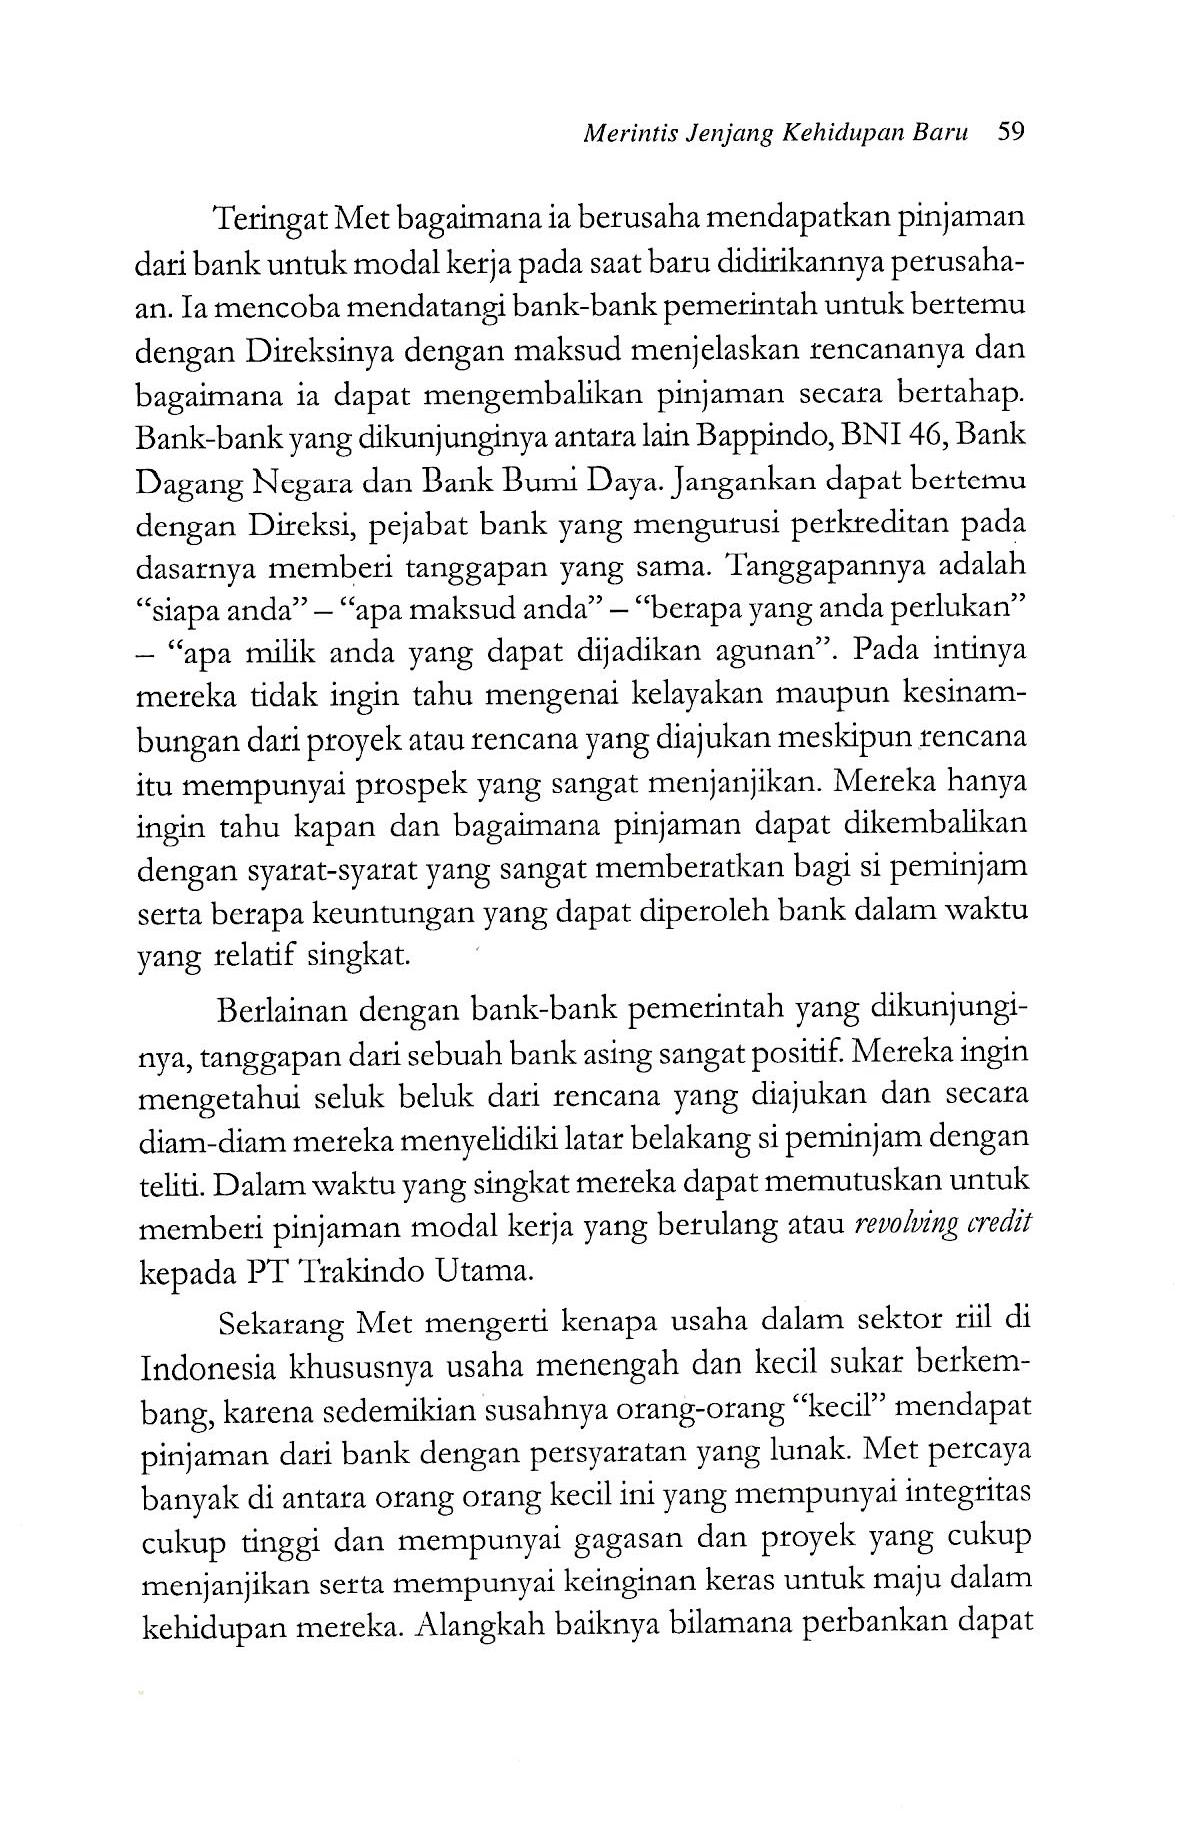 Merintis Jenjang Kehidupan Baru 59
Teringat Met bagaimana ia berusaha mendapatkan pinjaman
dari bank untuk modal kerja pada saat baru didirikannya perusaha-
an. Ia mencoba mendatangi bank-bank pemerintah untuk bertemu
dengan Direksinya dengan maksud menjelaskan rencananya dan
bagaimana ia dapat mengembalikan pinjaman secara bertahap.
Bank-bank yang dikunjunginya antara lain Bappindo, BNI 46, Bank
Dagang Negara dan Bank Bumi Daya. Jangankan dapat bertemu
dengan Direksi, pejabat bank yang mengurusi perkreditan pada
dasarnya memberi tanggapan yang sama. Tanggapannya adalah
“siapa anda” – “apa maksud anda” – “berapa yang anda perlukan”
– “apa milik anda yang dapat dijadikan agunan”. Pada intinya
mereka tidak ingin tahu mengenai kelayakan maupun kesinam-
bungan dari proyek atau rencana yang diajukan meskipun rencana
itu mempunyai prospek yang sangat menjanjikan. Mereka hanya
ingin tahu kapan dan bagaimana pinjaman dapat dikembalikan
dengan syarat-syarat yang sangat memberatkan bagi si peminjam
serta berapa keuntungan yang dapat diperoleh bank dalam waktu
yang relatif singkat.
Berlainan dengan bank-bank pemerintah yang dikunjungi-
nya, tanggapan dari sebuah bank asing sangat positif. Mereka ingin
mengetahui seluk beluk dari rencana yang diajukan dan secara
diam-diam mereka menyelidiki latar belakang si peminjam dengan
teliti. Dalam waktu yang singkat mereka dapat memutuskan untuk
memberi pinjaman modal kerja yang berulang atau revolving credit
kepada PT Trakindo Utama.
Sekarang Met mengerti kenapa usaha dalam sektor riil di
Indonesia khususnya usaha menengah dan kecil sukar berkem-
bang, karena sedemikian susahnya orang-orang “kecil” mendapat
pinjaman dari bank dengan persyaratan yang lunak. Met percaya
banyak di antara orang orang kecil ini yang mempunyai integritas
cukup tinggi dan mempunyai gagasan dan proyek yang cukup
menjanjikan serta mempunyai keinginan keras untuk maju dalam
kehidupan mereka. Alangkah baiknya bilamana perbankan dapat